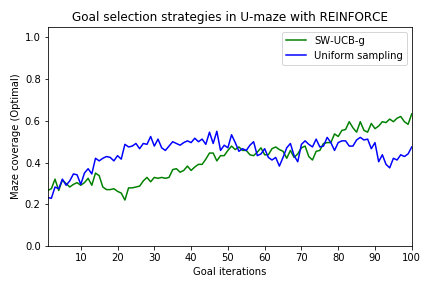 Goal selection strategies in U-maze with REINFORCE
SW-UCB-g
Uniform sampling
Maze coverage (Optimal)
1.0
0.8
0.6
0.4
0.2
0.0
10 20 30 40 50 60 70 80 90 100
Goal iterations